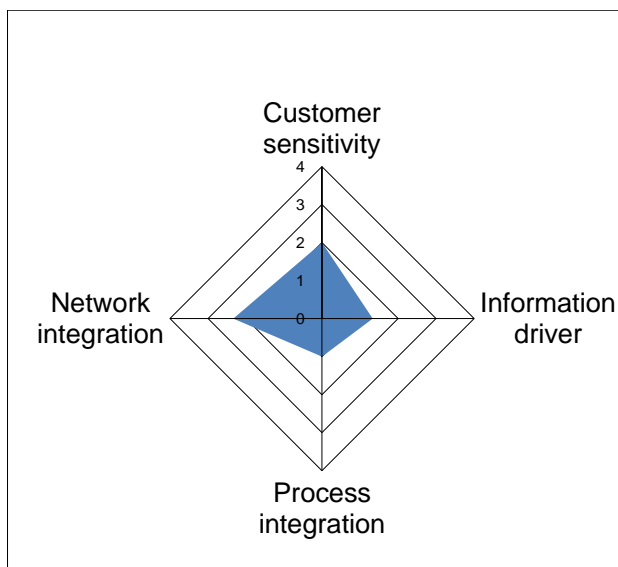 Customer
sensitivity
4
3
2
1
0
Network
integration
Information
driver
Process
integration